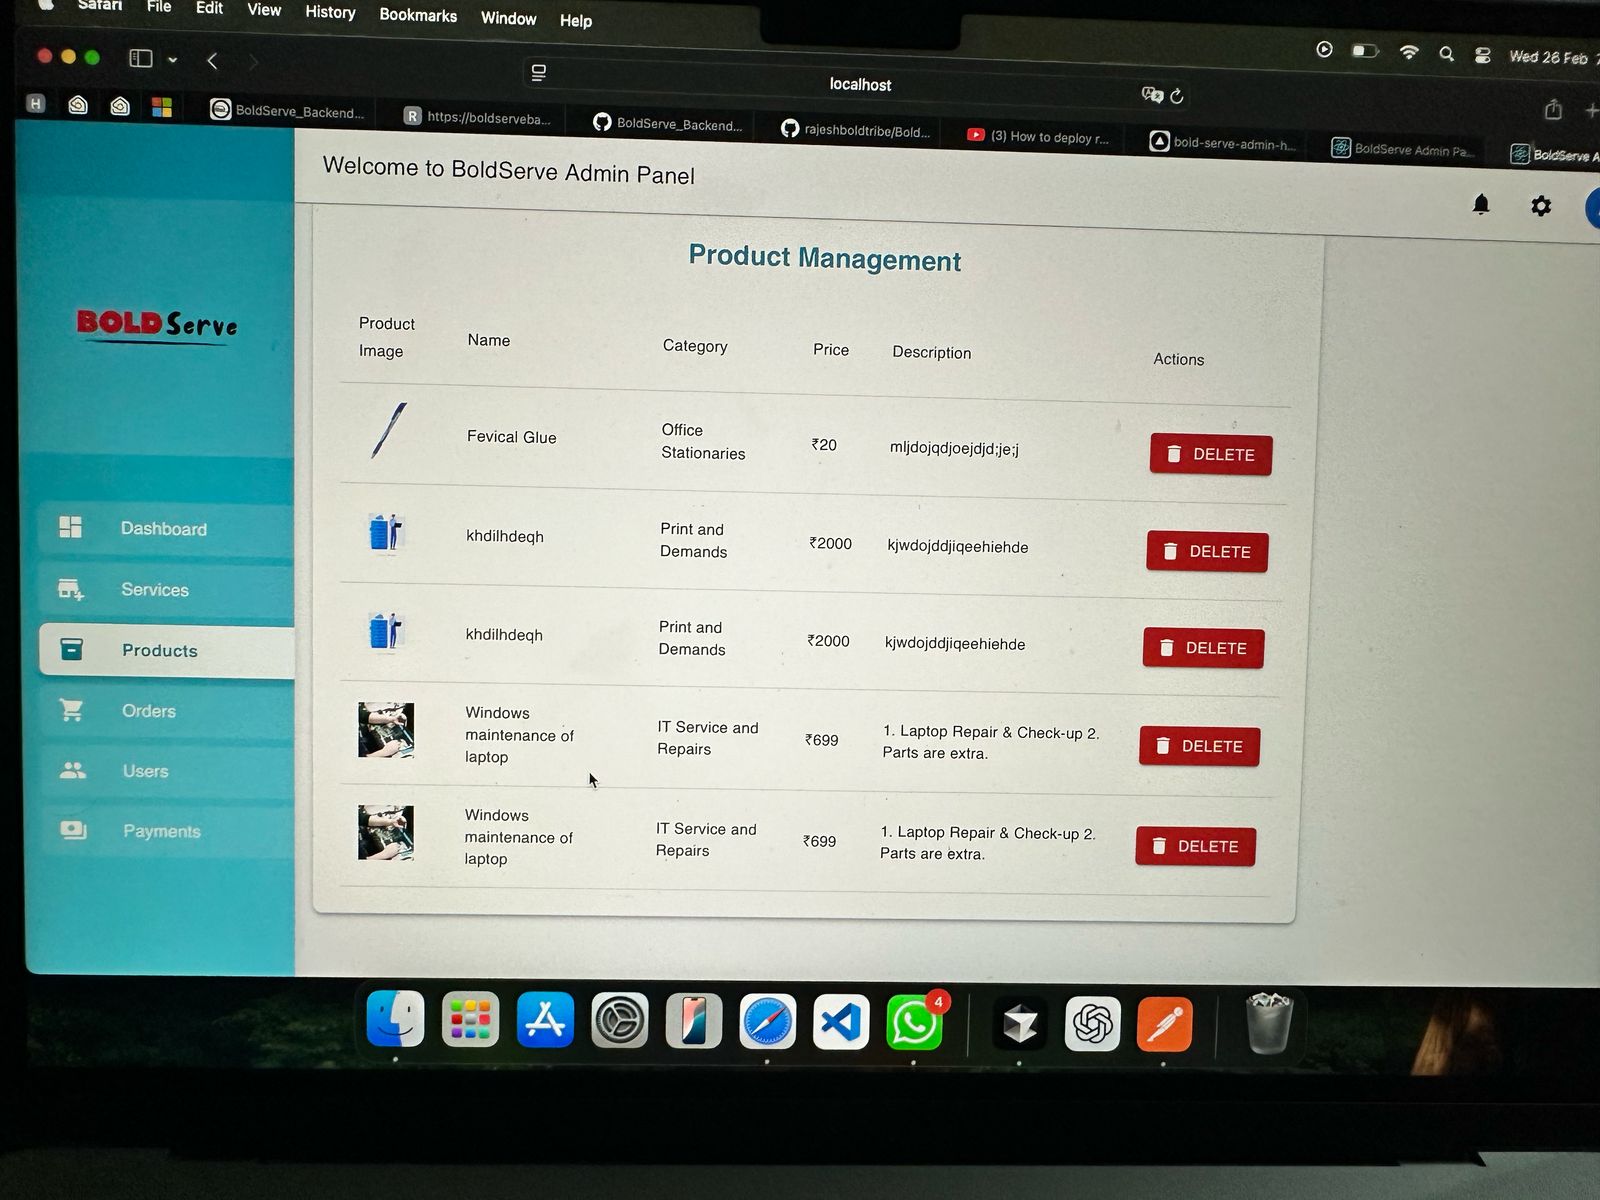 Safari File Edit View History Bookmarks Window Help
Wed 26 Feb
localhost
H
BoldServe_Backend...
R https://boldserveba...
BoldServe_Backend...
rajeshboldtribe/Bold...
(3) How to deploy r...
bold-serve-admin-h...
BoldServe Admin Pa...
BoldServe A
Welcome to BoldServe Admin Panel
BOLD Serve
Dashboard
Services
Products
Orders
Users
Payments
Product Management
Product
Image
Name
Category
Price
Description
Actions
Fevical Glue
Office
Stationaries
₹20
mljdojqdjoejdjd;je;j
DELETE
khdilhdeqh
Print and
Demands
₹2000
kjwdojddjiqeehiehde
DELETE
khdilhdeqh
Print and
Demands
₹2000
kjwdojddjiqeehiehde
DELETE
Windows
maintenance of
laptop
IT Service and
Repairs
₹699
1. Laptop Repair & Check-up 2.
Parts are extra.
DELETE
Windows
maintenance of
laptop
IT Service and
Repairs
₹699
1. Laptop Repair & Check-up 2.
Parts are extra.
DELETE
4